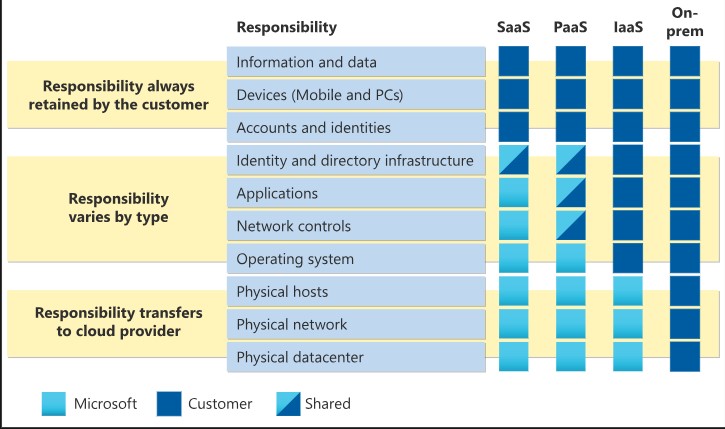 Responsibility
SaaS
PaaS
IaaS
On-
prem
Responsibility always
retained by the customer
Information and data
Devices (Mobile and PCs)
Accounts and identities
Responsibility
varies by type
Identity and directory infrastructure
Applications
Network controls
Operating system
Responsibility transfers
to cloud provider
Physical hosts
Physical network
Physical datacenter
Microsoft
Customer
Shared